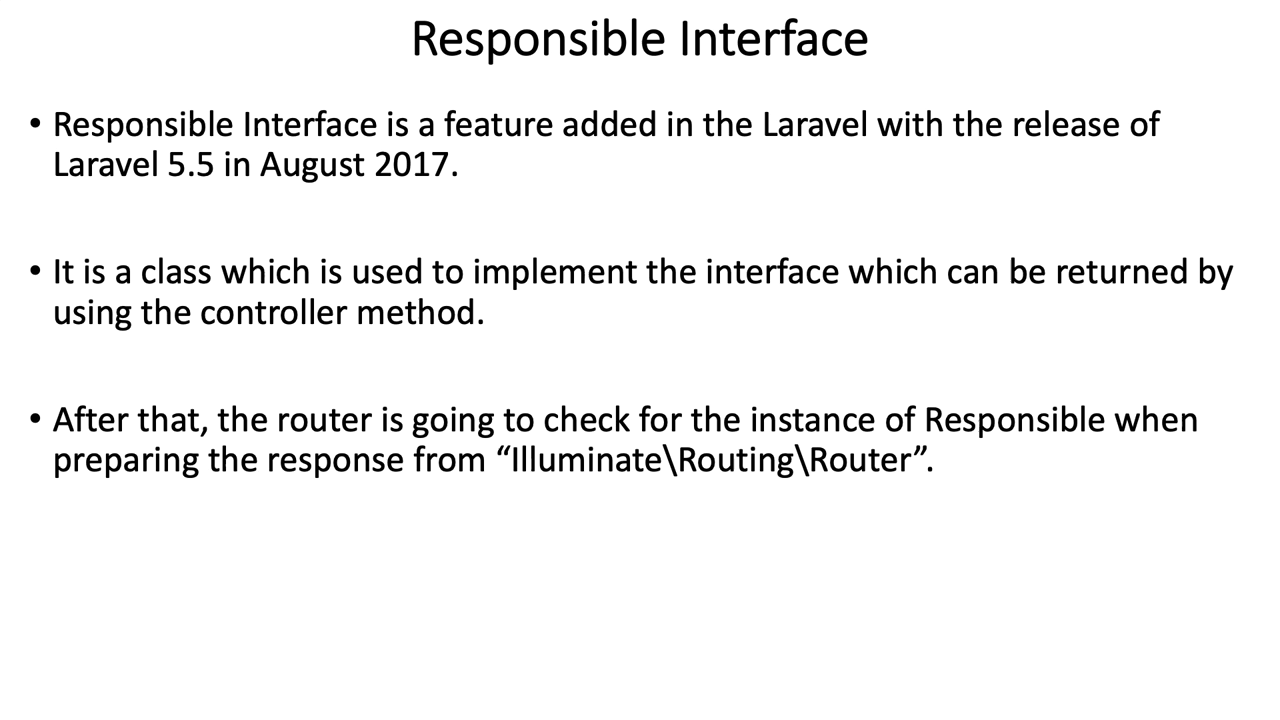 Responsible Interface
• Responsible Interface is a feature added in the Laravel with the release of
Laravel 5.5 in August 2017.
• It is a class which is used to implement the interface which can be returned by
using the controller method.
• After that, the router is going to check for the instance of Responsible when
preparing the response from “Illuminate\Routing\Router”.